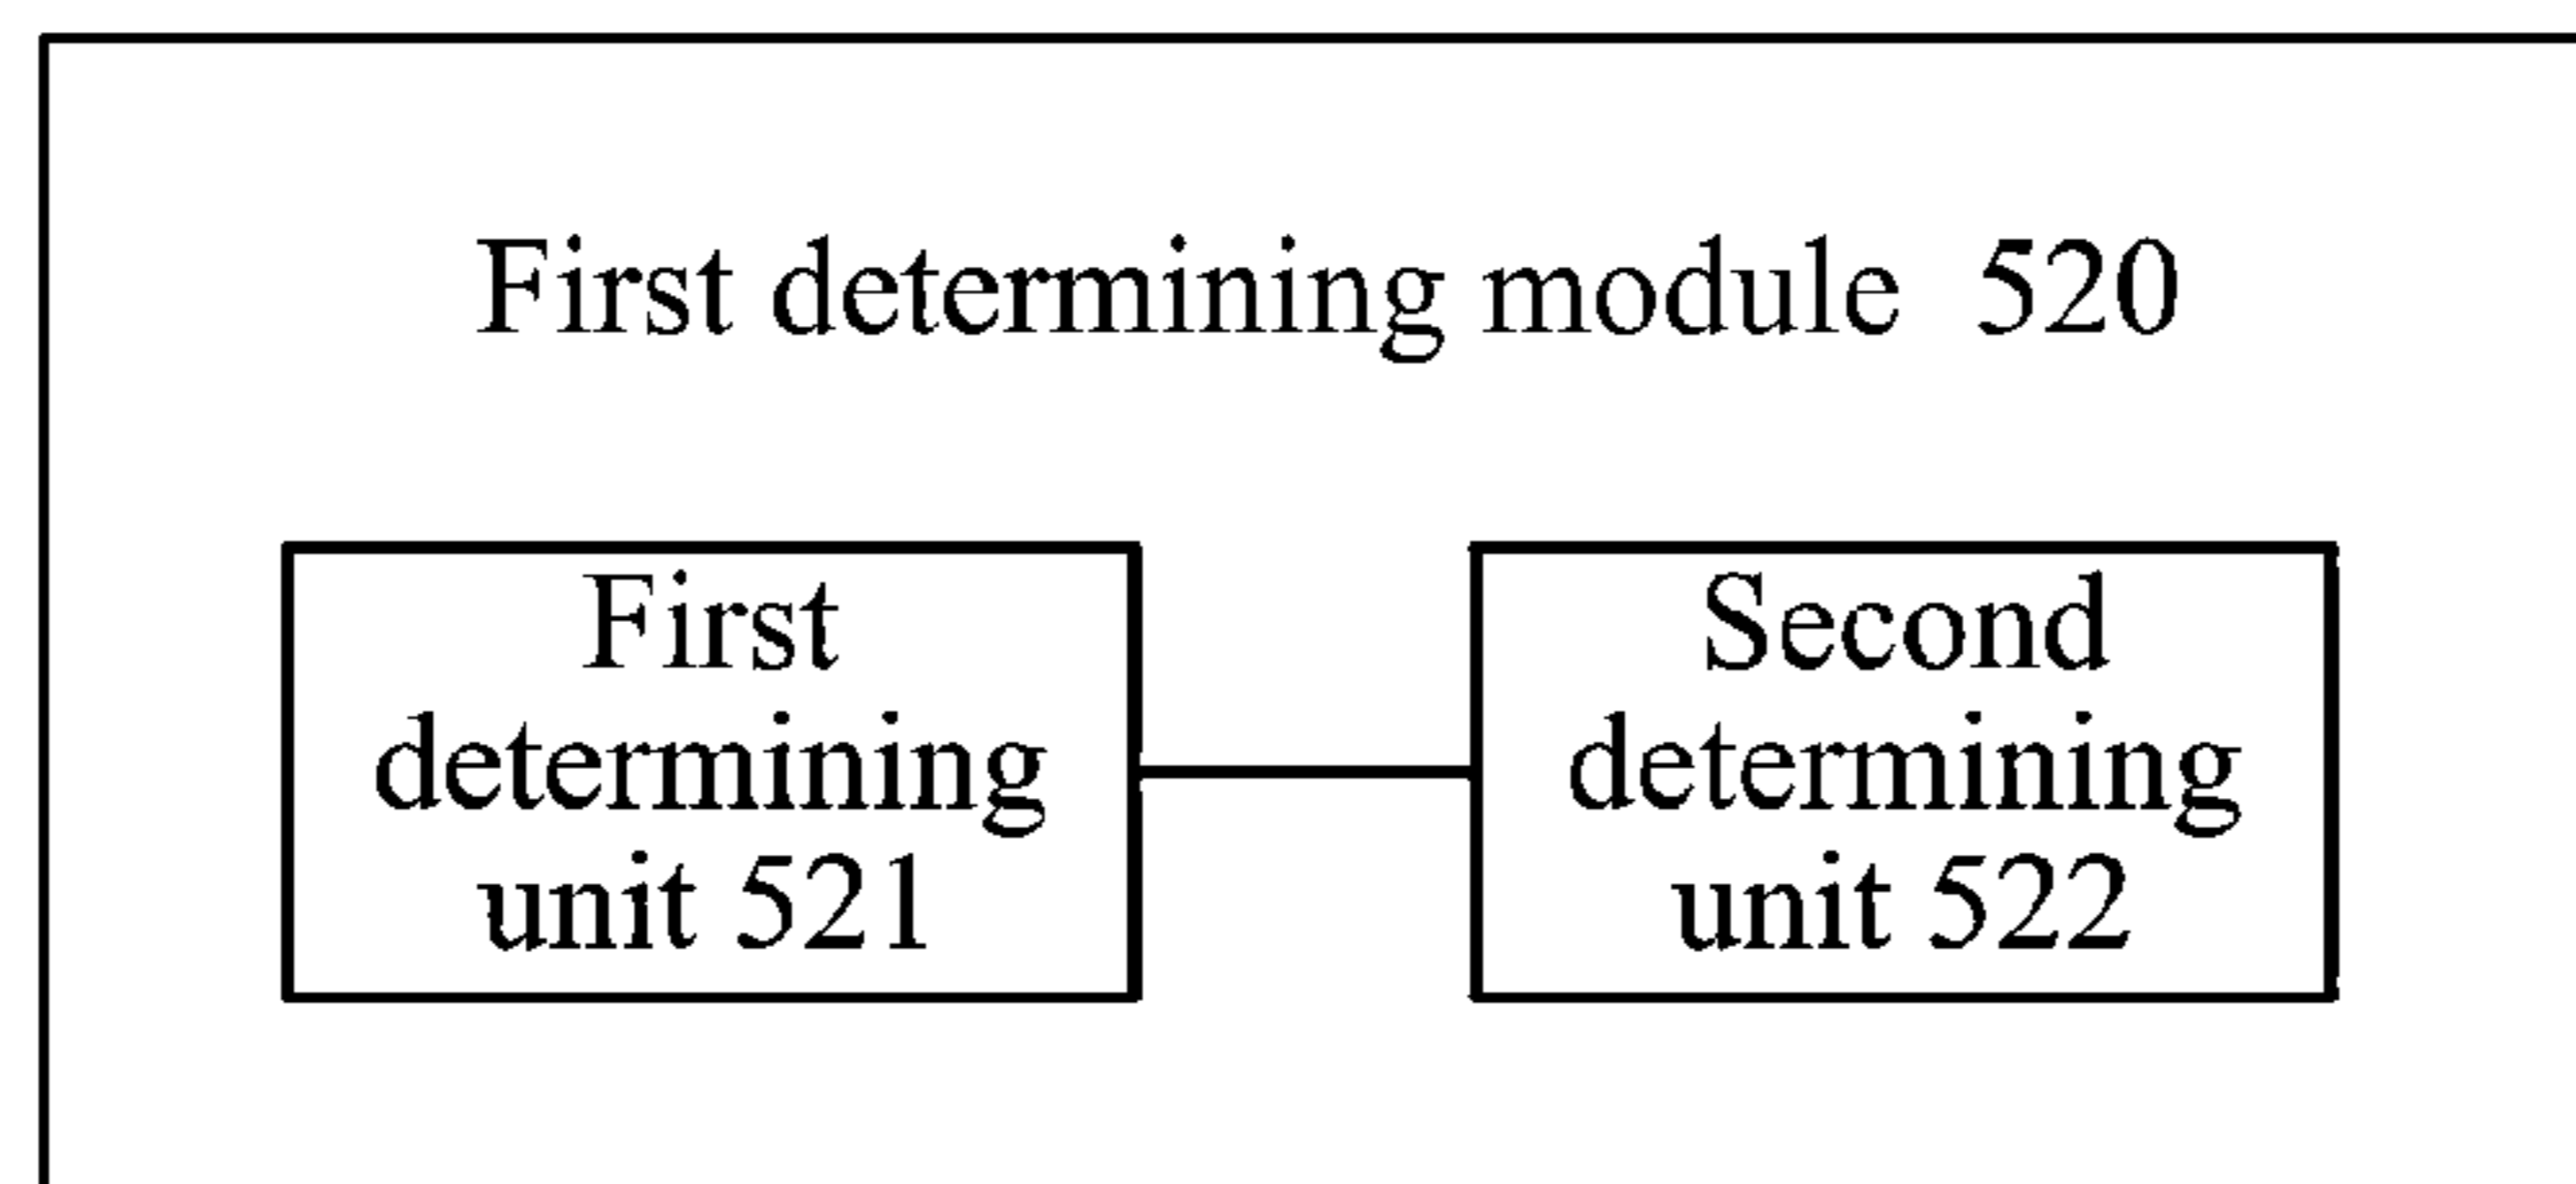 First determining module 520
First
determining
unit 521
Second
determining
unit 522